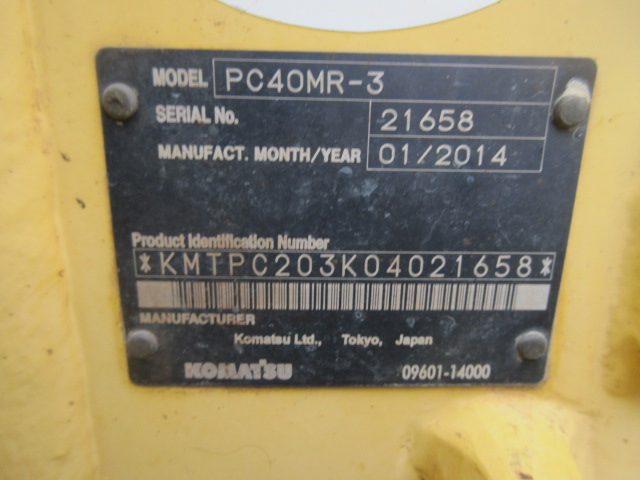 MODEL PC40MR-3
SERIAL No. 21658
MANUFACT. MONTH/YEAR 01/2014
Product Identification Number
*KMTPC203K04021658*
MANUFACTURER
Komatsu Ltd., Tokyo, Japan
KOMATSU 09601-14000